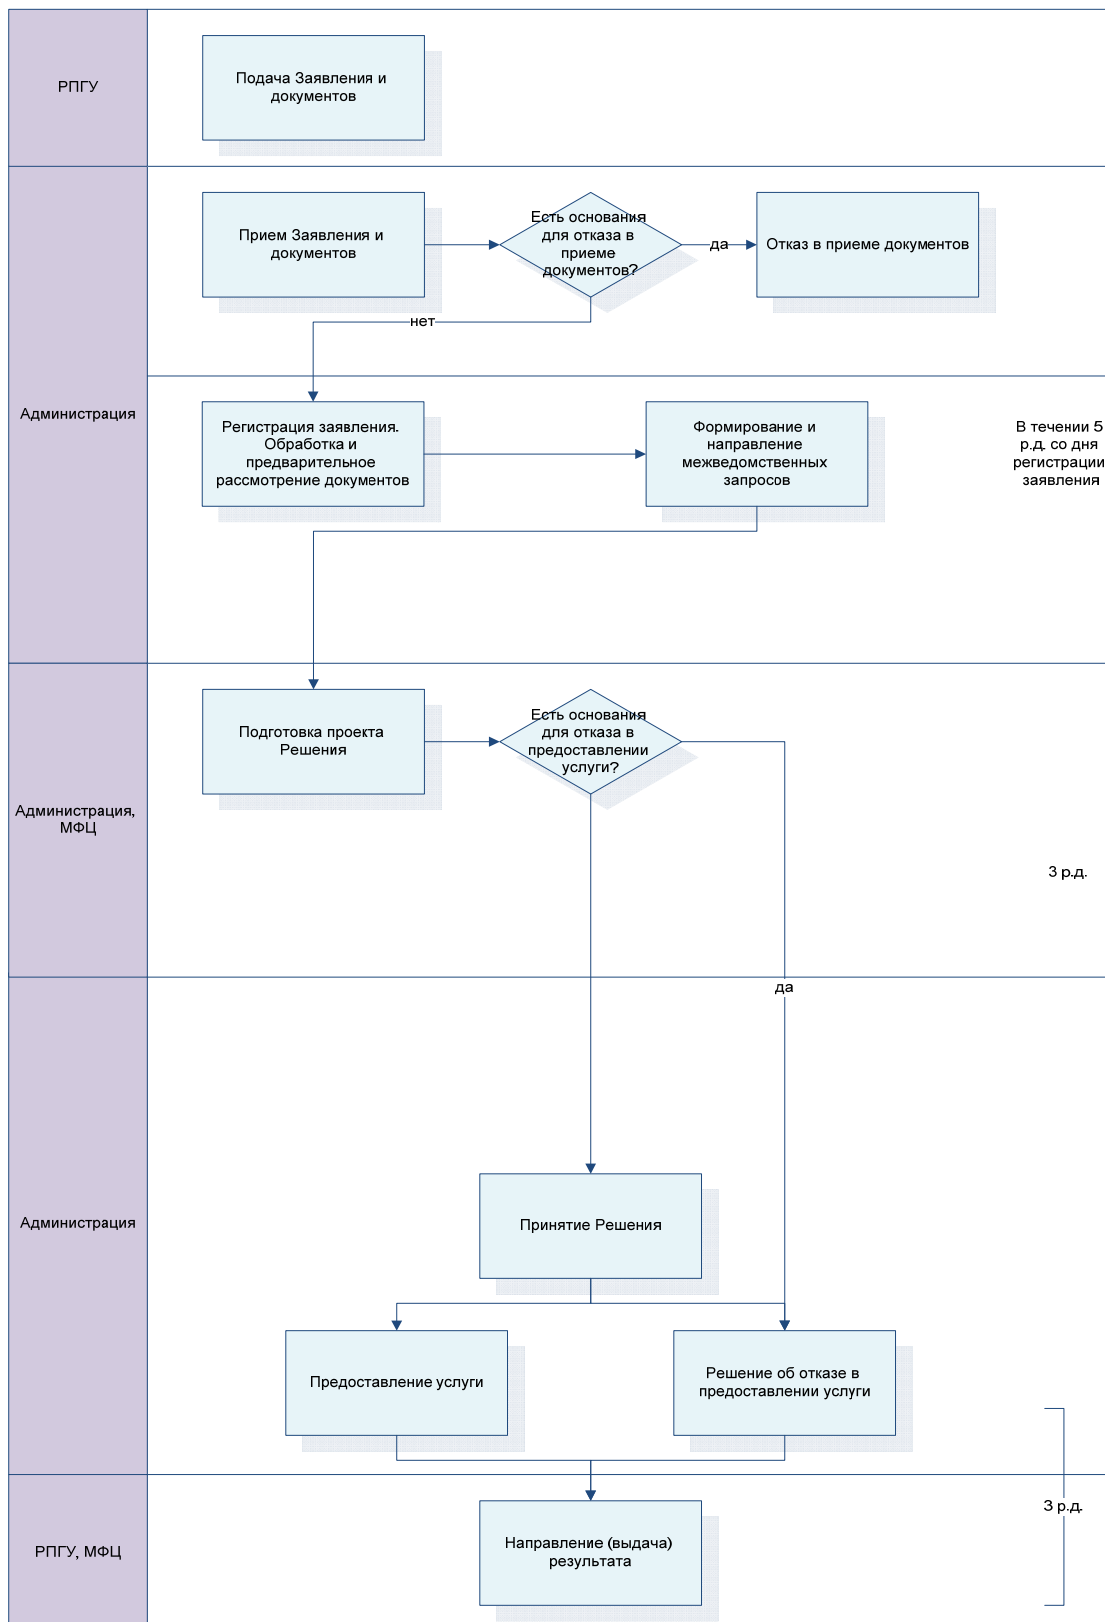 РПГУ
Подача Заявления и
документов
Администрация
Прием Заявления и
документов
Есть основания
для отказа в
приеме
документов?
да
Отказ в приеме документов
нет
Регистрация заявления.
Обработка и
предварительное
рассмотрение документов
Формирование и
направление
межведомственных
запросов
В течении 5
р.д. со дня
регистрации
заявления
Администрация,
МФЦ
Подготовка проекта
Решения
Есть основания
для отказа в
предоставлении
услуги?
3 р.д.
да
Администрация
Принятие Решения
Предоставление услуги
Решение об отказе в
предоставлении услуги
3 р.д.
РПГУ, МФЦ
Направление (выдача)
результата